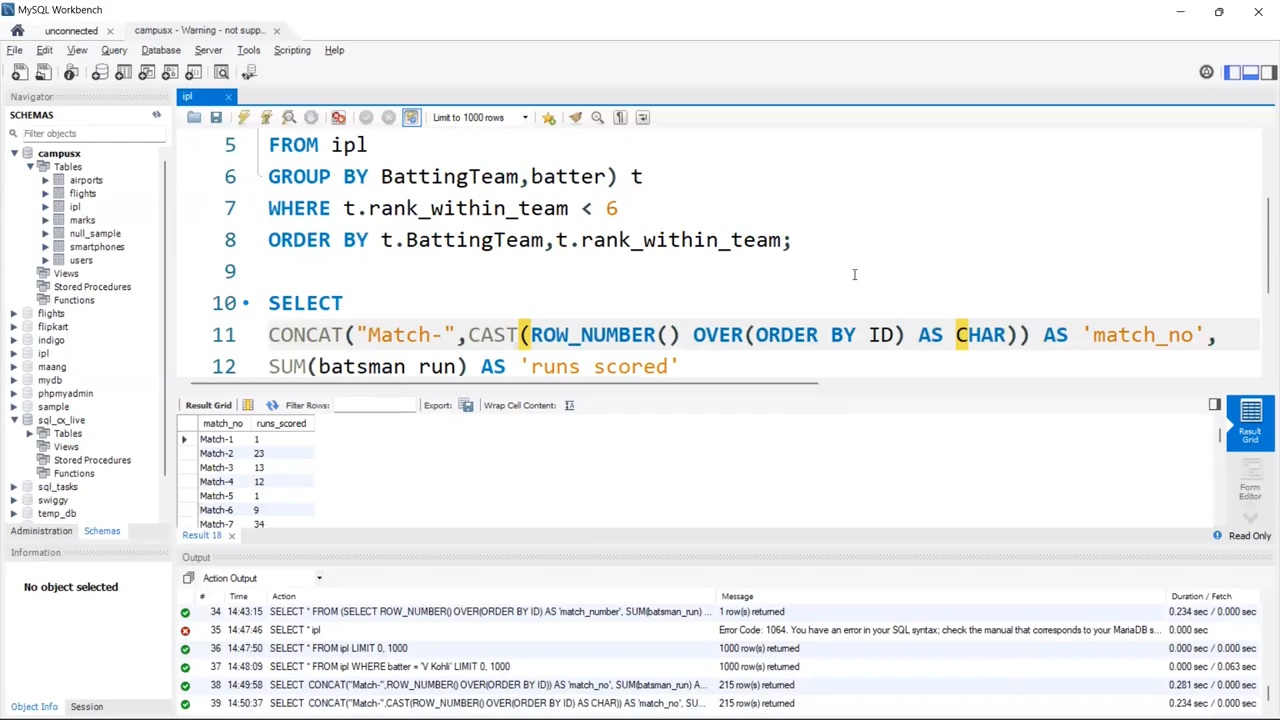 MySQL Workbench
unconnected × campusx - Warning - not supp... ×
File Edit View Query Database Server Tools Scripting Help
Navigator
SCHEMAS
Filter objects
campusx
Tables
airports
flights
ipl
marks
null_sample
smartphones
users
Views
Stored Procedures
Functions
flights
flipkart
indigo
ipl
maang
mydb
phpmyadmin
sample
sql_cx_live
Tables
Views
Stored Procedures
Functions
sql_tasks
swiggy
temp_db
Administration Schemas
Information
No object selected
Object Info Session
ipl ×
Limit to 1000 rows
5 FROM ipl
6 GROUP BY BattingTeam,batter) t
7 WHERE t.rank_within_team < 6
8 ORDER BY t.BattingTeam,t.rank_within_team;
9
10 SELECT
11 CONCAT("Match-",CAST(ROW_NUMBER() OVER(ORDER BY ID) AS CHAR)) AS 'match_no',
12 SUM(batsman_run) AS 'runs_scored'
Result Grid Filter Rows: Export: Wrap Cell Content:
match_no runs_scored
Match-1 1
Match-2 23
Match-3 13
Match-4 12
Match-5 1
Match-6 9
Match-7 34
Result Grid
Form Editor
Result 18 × Read Only
Output
Action Output
# Time Action Message Duration / Fetch
34 14:43:15 SELECT * FROM (SELECT ROW_NUMBER() OVER(ORDER BY ID) AS 'match_number', SUM(batsman_run) ... 1 row(s) returned 0.234 sec / 0.000 sec
35 14:47:46 SELECT * ipl Error Code: 1064. You have an error in your SQL syntax; check the manual that corresponds to your MariaDB s... 0.000 sec
36 14:47:50 SELECT * FROM ipl LIMIT 0, 1000 1000 row(s) returned 0.000 sec / 0.000 sec
37 14:48:09 SELECT * FROM ipl WHERE batter = 'V Kohli' LIMIT 0, 1000 1000 row(s) returned 0.000 sec / 0.063 sec
38 14:49:58 SELECT CONCAT("Match-",ROW_NUMBER() OVER(ORDER BY ID)) AS 'match_no', SUM(batsman_run) A... 215 row(s) returned 0.281 sec / 0.000 sec
39 14:50:37 SELECT CONCAT("Match-",CAST(ROW_NUMBER() OVER(ORDER BY ID) AS CHAR)) AS 'match_no', SU... 215 row(s) returned 0.234 sec / 0.000 sec